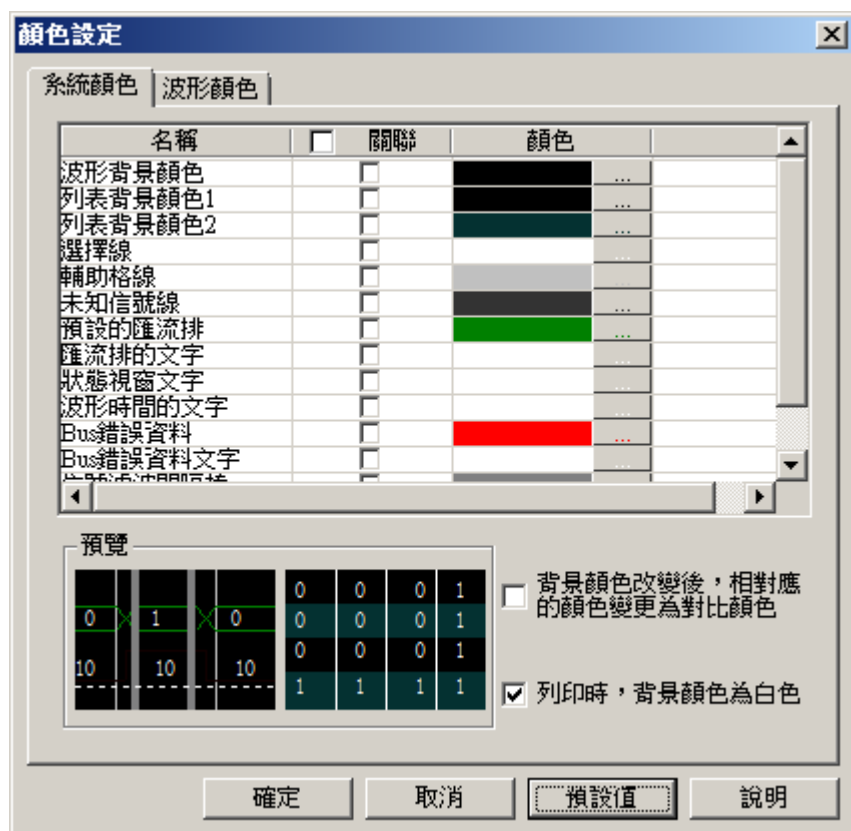 顏色設定
系統顏色 波形顏色
名稱 關聯 顏色
波形背景顏色 ...
列表背景顏色1 ...
列表背景顏色2 ...
選擇線 ...
輔助格線 ...
未知信號線 ...
預設的匯流排 ...
匯流排的文字 ...
狀態視窗文字 ...
波形時間的文字 ...
Bus錯誤資料 ...
Bus錯誤資料文字 ...
預覽
0 1 0
10 10 10
0 0 0 1
0 0 0 1
0 0 0 1
1 1 1 1
背景顏色改變後，相對應
的顏色變更為對比顏色
列印時，背景顏色為白色
確定 取消 預設值 說明